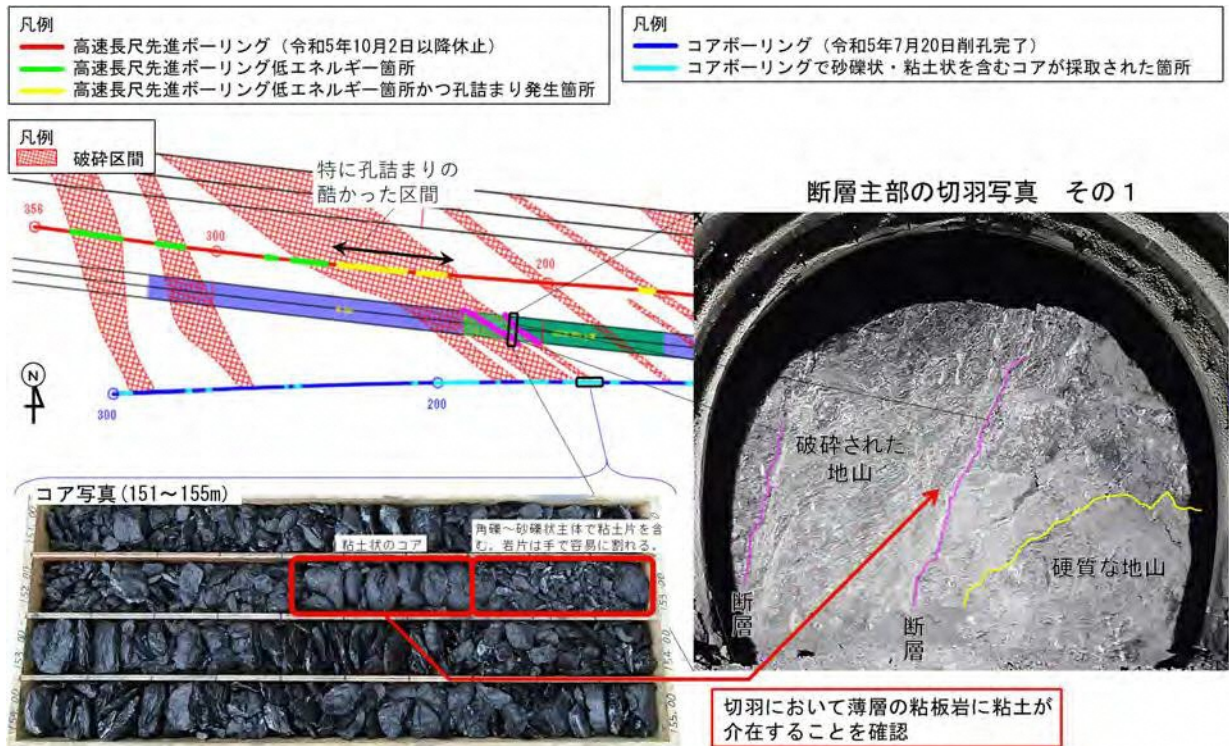 凡例
高速長尺先進ボーリング（令和5年10月2日以降休止）
高速長尺先進ボーリング低エネルギー箇所
高速長尺先進ボーリング低エネルギー箇所かつ孔詰まり発生箇所
凡例
コアボーリング（令和5年7月20日削孔完了）
コアボーリングで砂礫状・粘土状を含むコアが採取された箇所
凡例
破砕区間
特に孔詰まりの
酷かった区間
356
300
200
N
300
200
断層主部の切羽写真　その１
破砕された
地山
硬質な地山
断層
断層
コア写真(151～155m)
粘土状のコア
角礫～砂礫状主体で粘土片を含
む。岩片は手で容易に割れる。
151.00
152.00
153.00
153.00
154.00
155.00
切羽において薄層の粘板岩に粘土が
介在することを確認